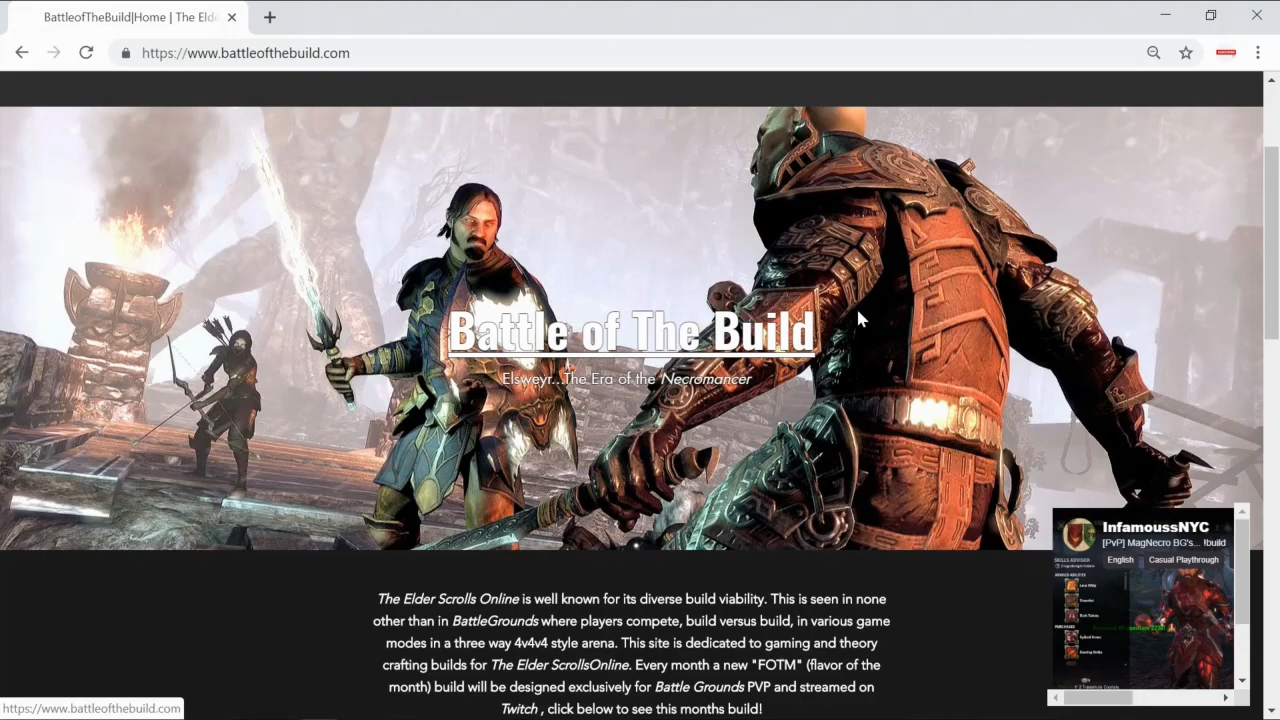 BattleofTheBuild|Home | The Elde
https://www.battleofthebuild.com
Battle of The Build
Elsweyr...The Era of the Necromancer
InfamoussNYC
[PvP] MagNecro BG's... !build
English Casual Playthrough
SKILLS ADVISOR
The Elder Scrolls Online is well known for its diverse build viability. This is seen in none
other than in BattleGrounds where players compete, build versus build, in various game
modes in a three way 4v4v4 style arena. This site is dedicated to gaming and theory
crafting builds for The Elder ScrollsOnline. Every month a new "FOTM" (flavor of the
month) build will be designed exclusively for Battle Grounds PVP and streamed on
Twitch , click below to see this months build!
https://www.battleofthebuild.com